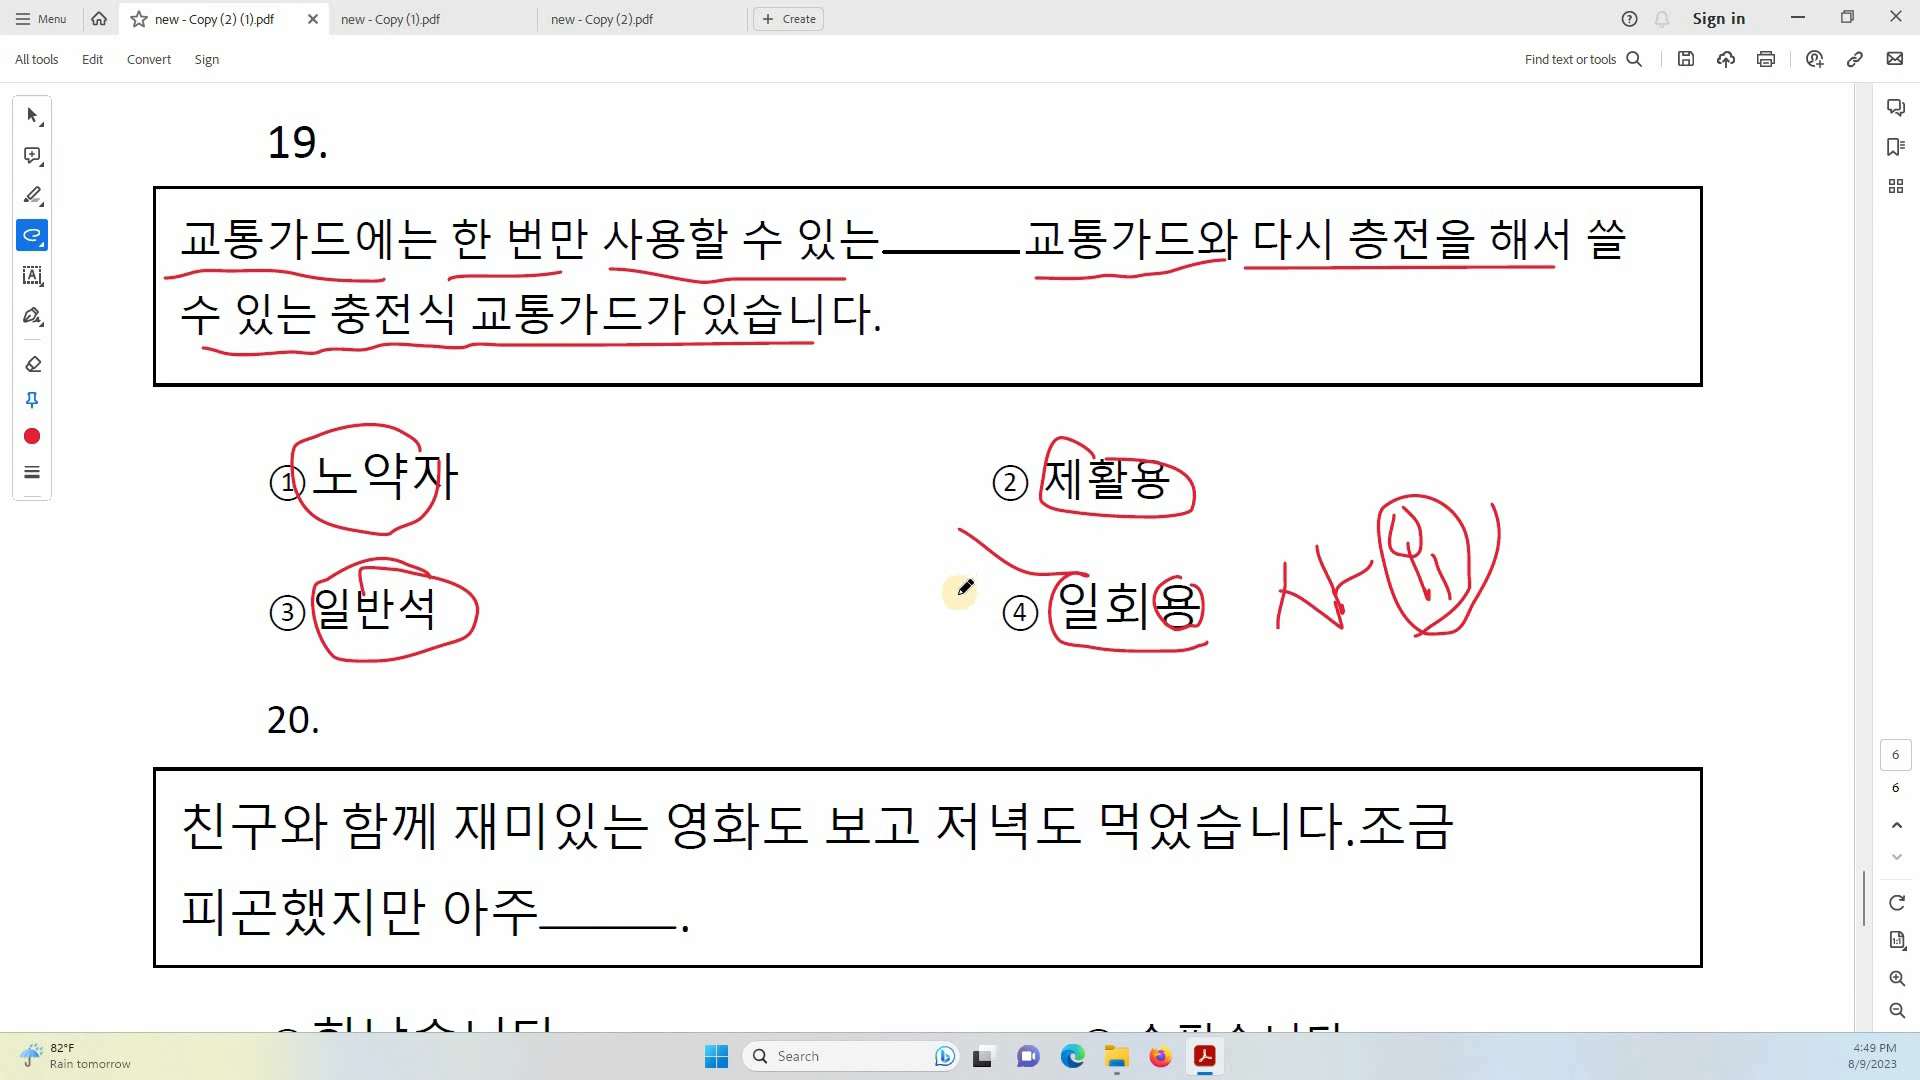 Menu
new - Copy (2) (1).pdf
new - Copy (1).pdf
new - Copy (2).pdf
Create
Sign in
All tools
Edit
Convert
Sign
Find text or tools
19.
교통가드에는 한 번만 사용할 수 있는_____교통가드와 다시 충전을 해서 쓸
수 있는 충전식 교통가드가 있습니다.
① 노약자
② 제활용
③ 일반석
④ 일회용
20.
친구와 함께 재미있는 영화도 보고 저녁도 먹었습니다.조금
피곤했지만 아주_____.
6
6
82°F
Rain tomorrow
Search
4:49 PM
8/9/2023